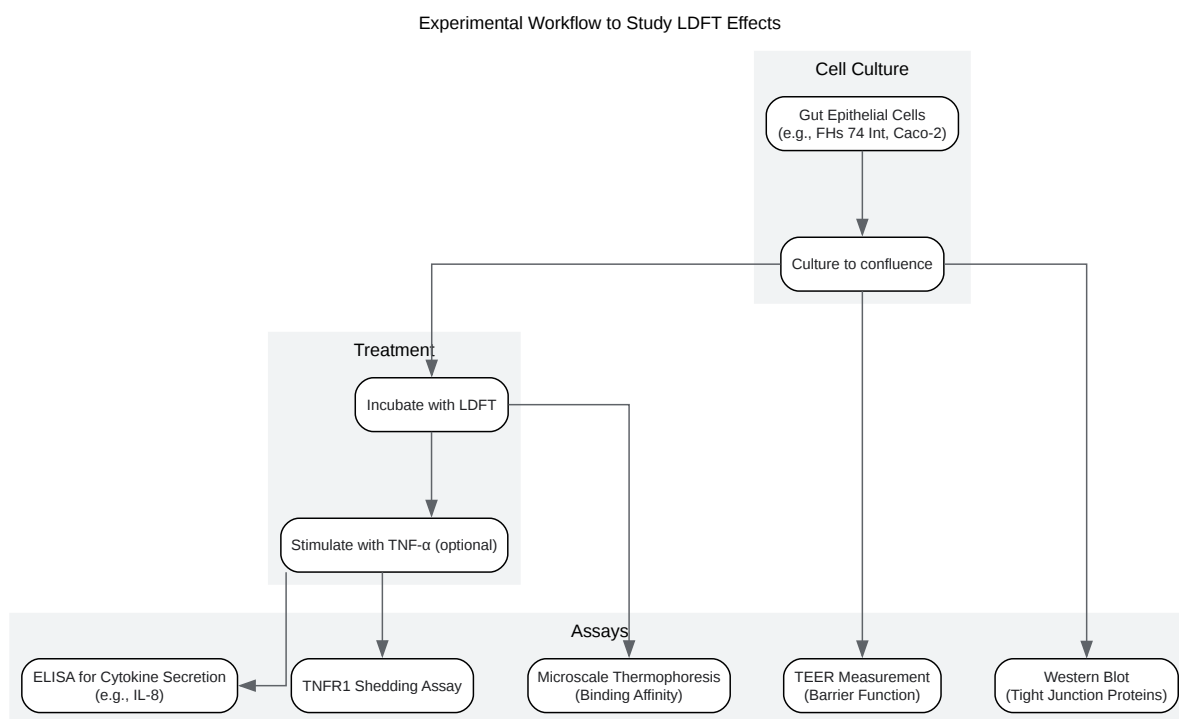 Experimental Workflow to Study LDFT Effects
Cell Culture
Gut Epithelial Cells
(e.g., FHs 74 Int, Caco-2)
Culture to confluence
Treatment
Incubate with LDFT
Stimulate with TNF-α (optional)
Assays
ELISA for Cytokine Secretion
(e.g., IL-8)
TNFR1 Shedding Assay
Microscale Thermophoresis
(Binding Affinity)
TEER Measurement
(Barrier Function)
Western Blot
(Tight Junction Proteins)